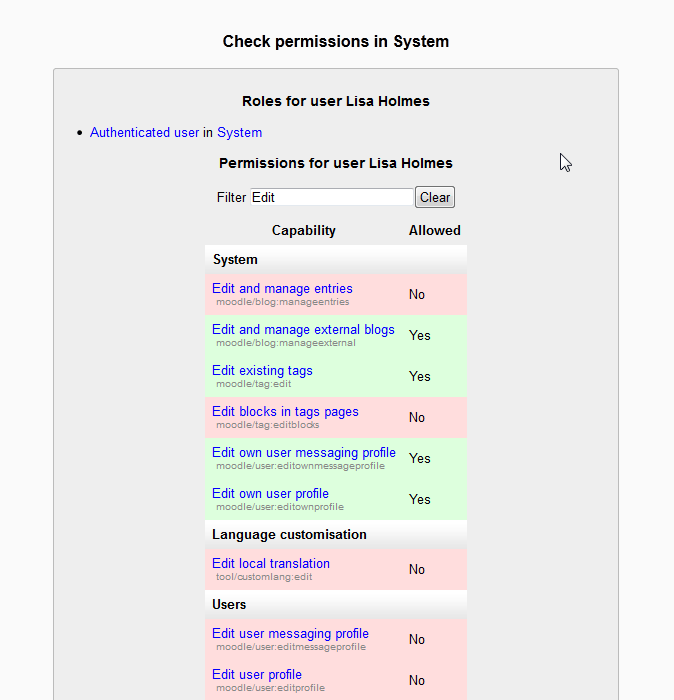 Check permissions in System
Roles for user Lisa Holmes
Authenticated user in System
Permissions for user Lisa Holmes
Filter Edit Clear
Capability Allowed
System
Edit and manage entries
moodle/blog:manageentries
No
Edit and manage external blogs
moodle/blog:manageexternal
Yes
Edit existing tags
moodle/tag:edit
Yes
Edit blocks in tags pages
moodle/tag:editblocks
No
Edit own user messaging profile
moodle/user:editownmessageprofile
Yes
Edit own user profile
moodle/user:editownprofile
Yes
Language customisation
Edit local translation
tool/customlang:edit
No
Users
Edit user messaging profile
moodle/user:editmessageprofile
No
Edit user profile
moodle/user:editprofile
No